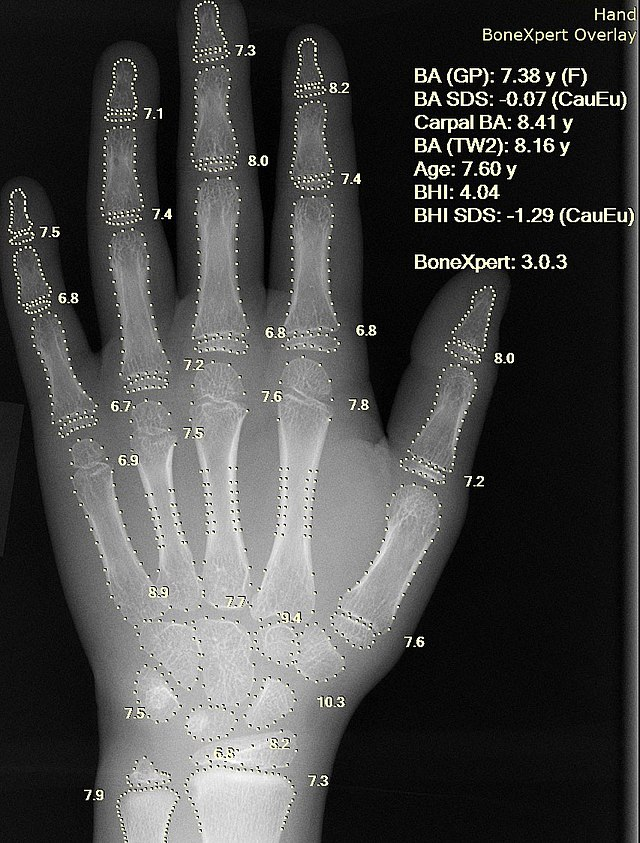 Hand
BoneXpert Overlay
BA (GP): 7.38 y (F)
BA SDS: -0.07 (CauEu)
Carpal BA: 8.41 y
BA (TW2): 8.16 y
Age: 7.60 y
BHI: 4.04
BHI SDS: -1.29 (CauEu)
BoneXpert: 3.0.3
7.3
8.2
7.1
8.0
7.4
7.4
7.5
6.8
6.8
6.8
8.0
7.2
7.6
7.8
6.7
7.5
6.9
7.2
8.9
7.7
9.4
7.6
10.3
7.5
8.2
6.8
7.3
7.9